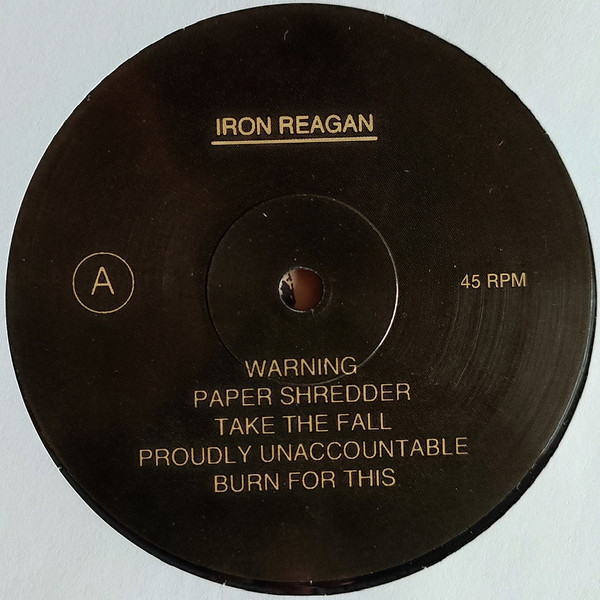 IRON REAGAN
A
45 RPM
WARNING
PAPER SHREDDER
TAKE THE FALL
PROUDLY UNACCOUNTABLE
BURN FOR THIS